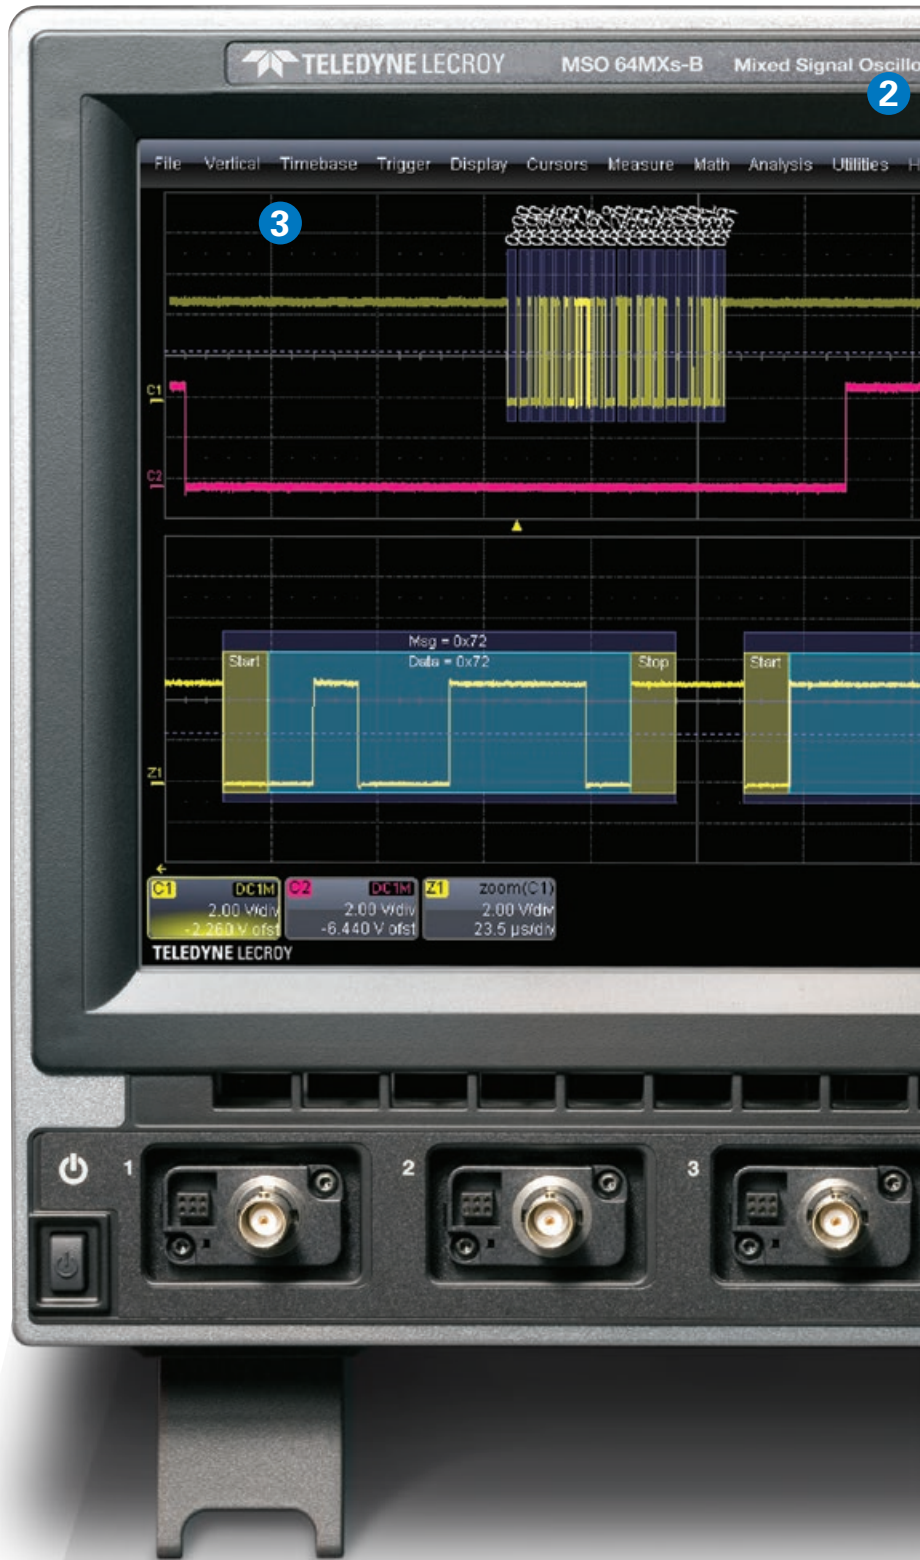 TELEDYNE LECROY MSO 64MXs-B Mixed Signal Oscillo
2
File Vertical Timebase Trigger Display Cursors Measure Math Analysis Utilities H
3
C1
C2
Msg = 0x72
Start Data = 0x72 Stop Start
Z1
C1 DC1M C2 DC1M Z1 zoom(C1)
2.00 V/div 2.00 V/div 2.00 V/div
-2.260 V ofst -6.440 V ofst 23.5 µs/div
TELEDYNE LECROY
1 2 3